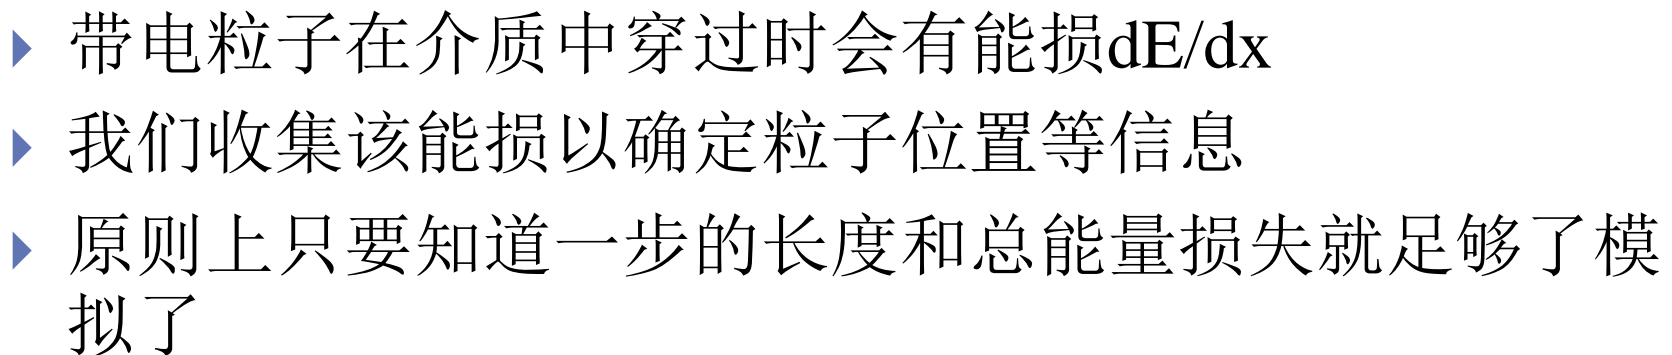 带电粒子在介质中穿过时会有能损dE/dx
我们收集该能损以确定粒子位置等信息
原则上只要知道一步的长度和总能量损失就足够了模
拟了